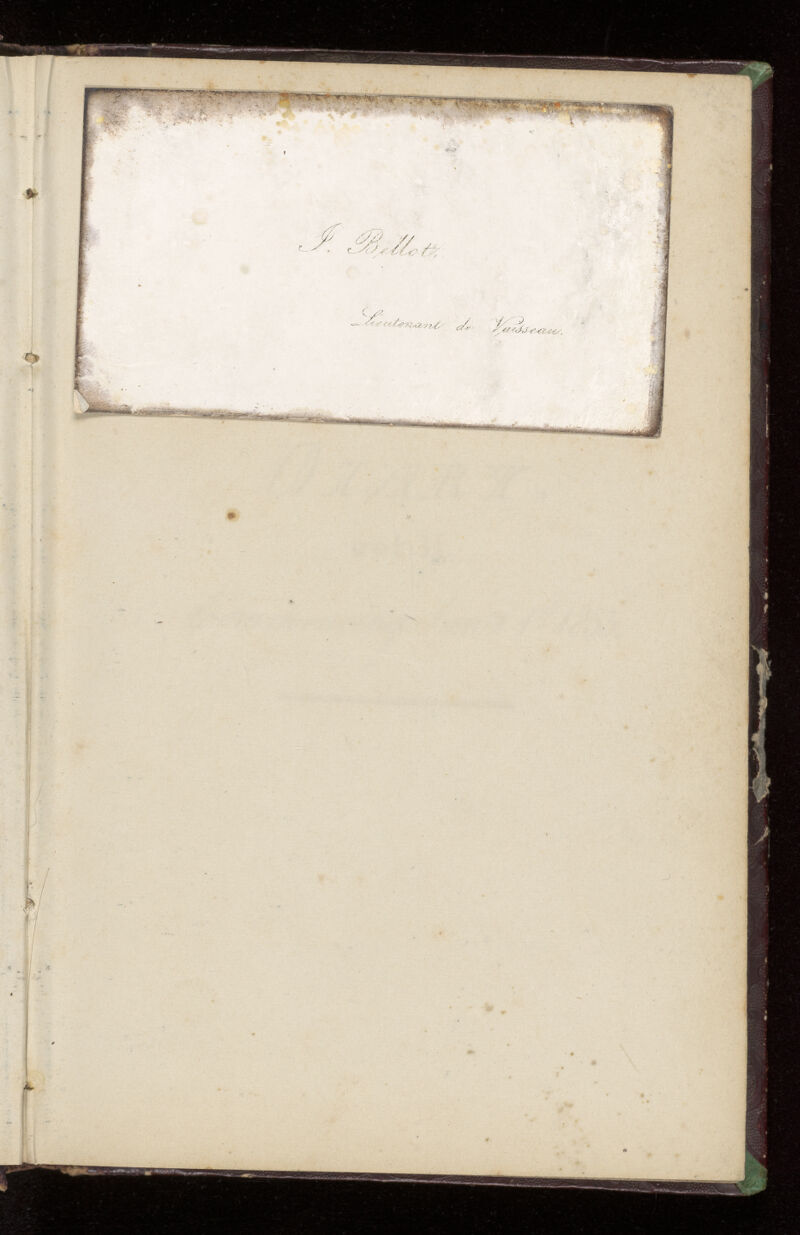 J. Bellot.
Lieutenant de Vaisseau.